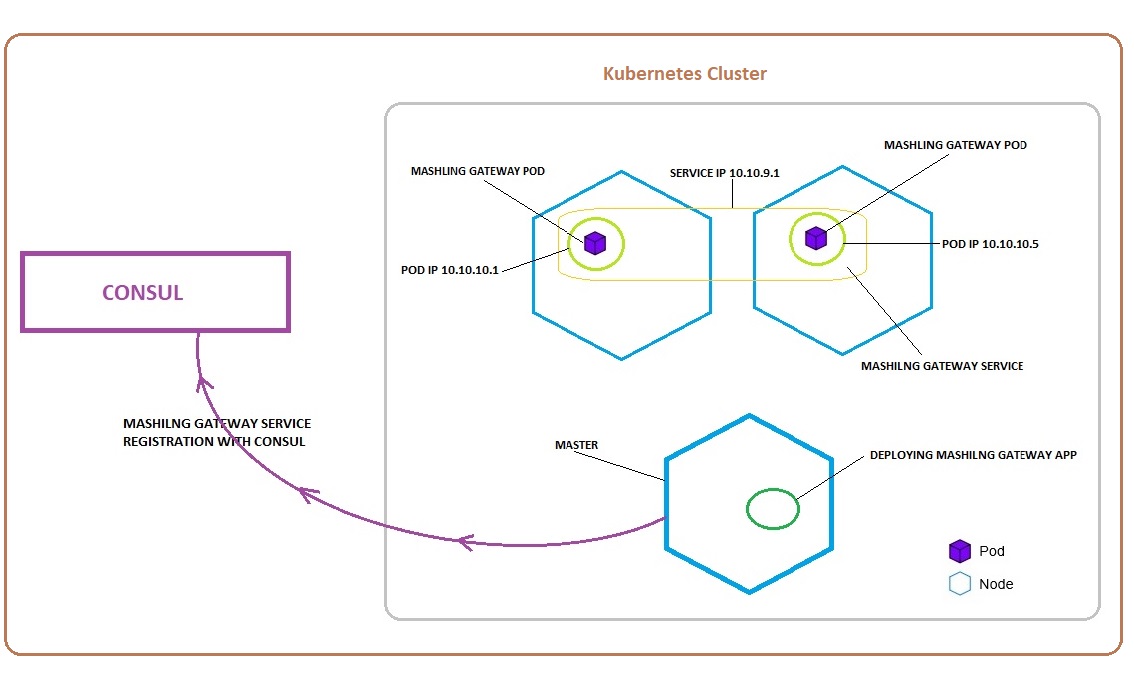 Kubernetes Cluster
MASHLING GATEWAY POD
MASHLING GATEWAY POD
SERVICE IP 10.10.9.1
POD IP 10.10.10.5
POD IP 10.10.10.1
CONSUL
MASHILNG GATEWAY SERVICE
MASHILNG GATEWAY SERVICE
REGISTRATION WITH CONSUL
MASTER
DEPLOYING MASHILNG GATEWAY APP
Pod
Node